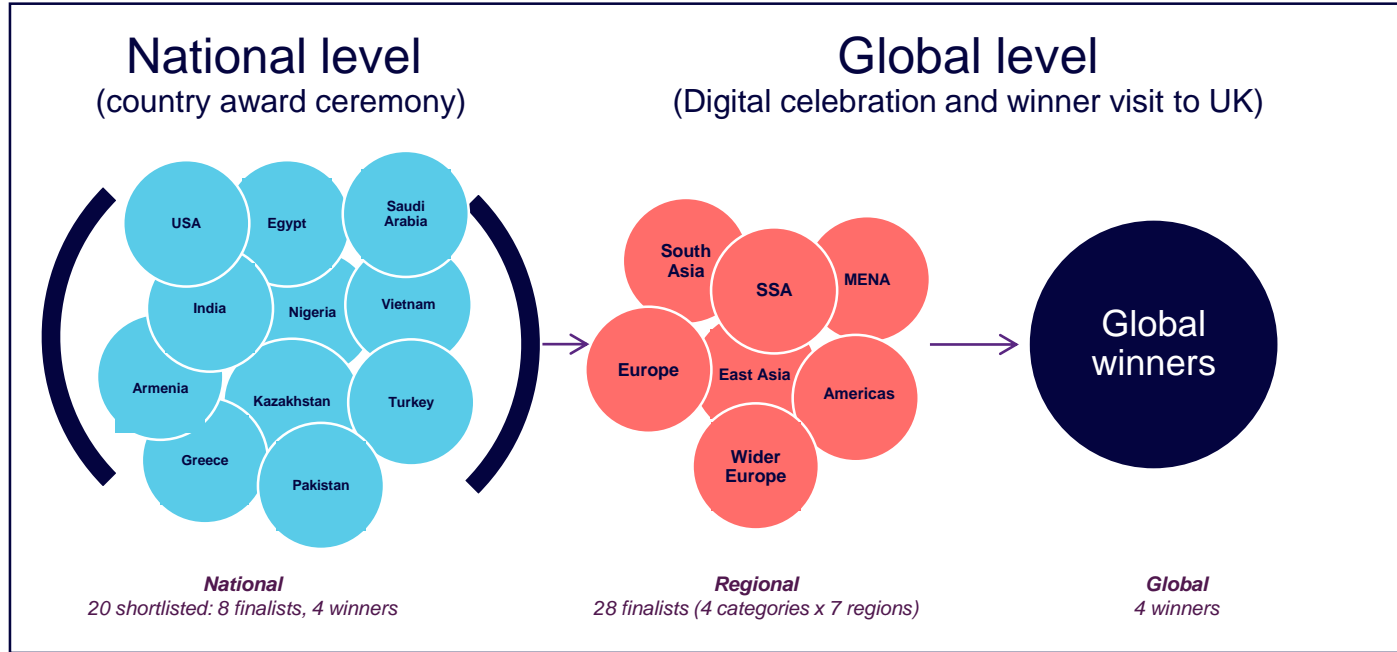 National level
(country award ceremony)
Global level
(Digital celebration and winner visit to UK)
USA
Egypt
Saudi
Arabia
India
Nigeria
Vietnam
Armenia
Kazakhstan
Turkey
Greece
Pakistan
South
Asia
SSA
MENA
Europe
East Asia
Americas
Wider
Europe
Global
winners
National
20 shortlisted: 8 finalists, 4 winners
Regional
28 finalists (4 categories x 7 regions)
Global
4 winners